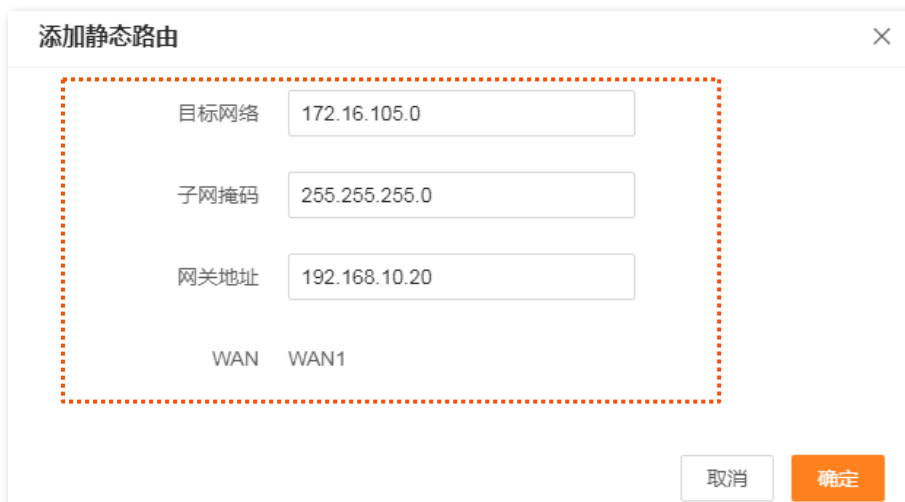 添加静态路由
目标网络 172.16.105.0
子网掩码 255.255.255.0
网关地址 192.168.10.20
WAN WAN1
取消 确定